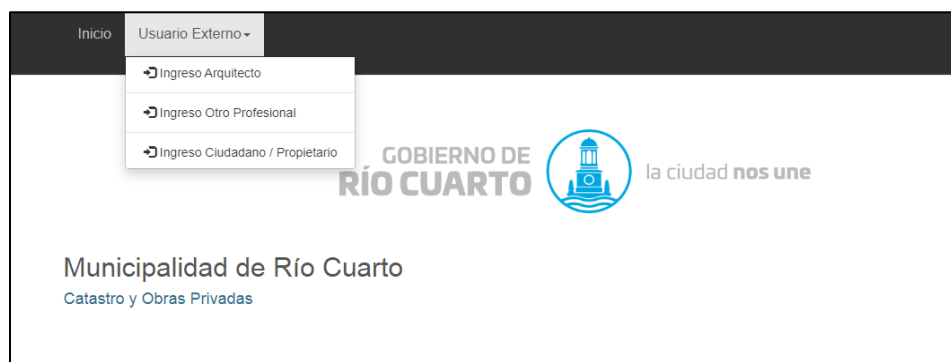 Inicio
Usuario Externo
Ingreso Arquitecto
Ingreso Otro Profesional
Ingreso Ciudadano / Propietario
GOBIERNO DE
RÍO CUARTO
la ciudad nos une
Municipalidad de Río Cuarto
Catastro y Obras Privadas